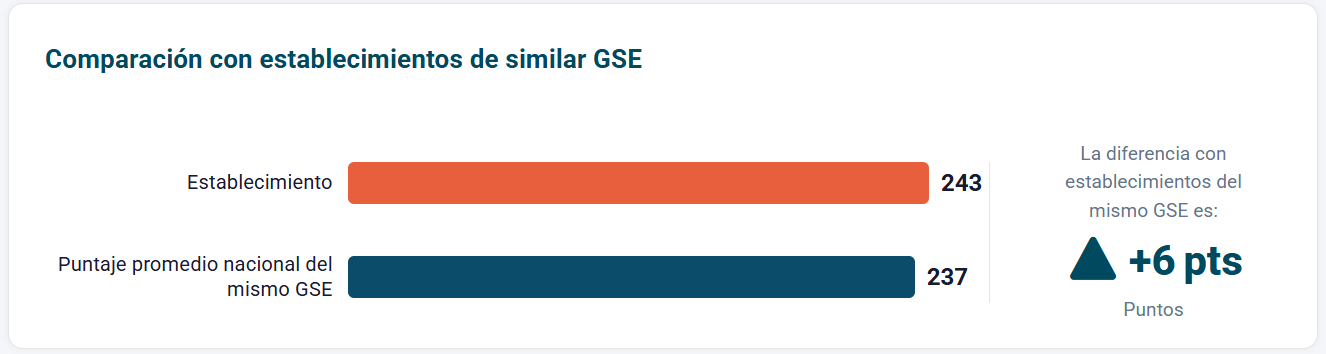 Comparación con establecimientos de similar GSE
Establecimiento
243
Puntaje promedio nacional del
mismo GSE
237
La diferencia con
establecimientos del
mismo GSE es:
+6 pts
Puntos